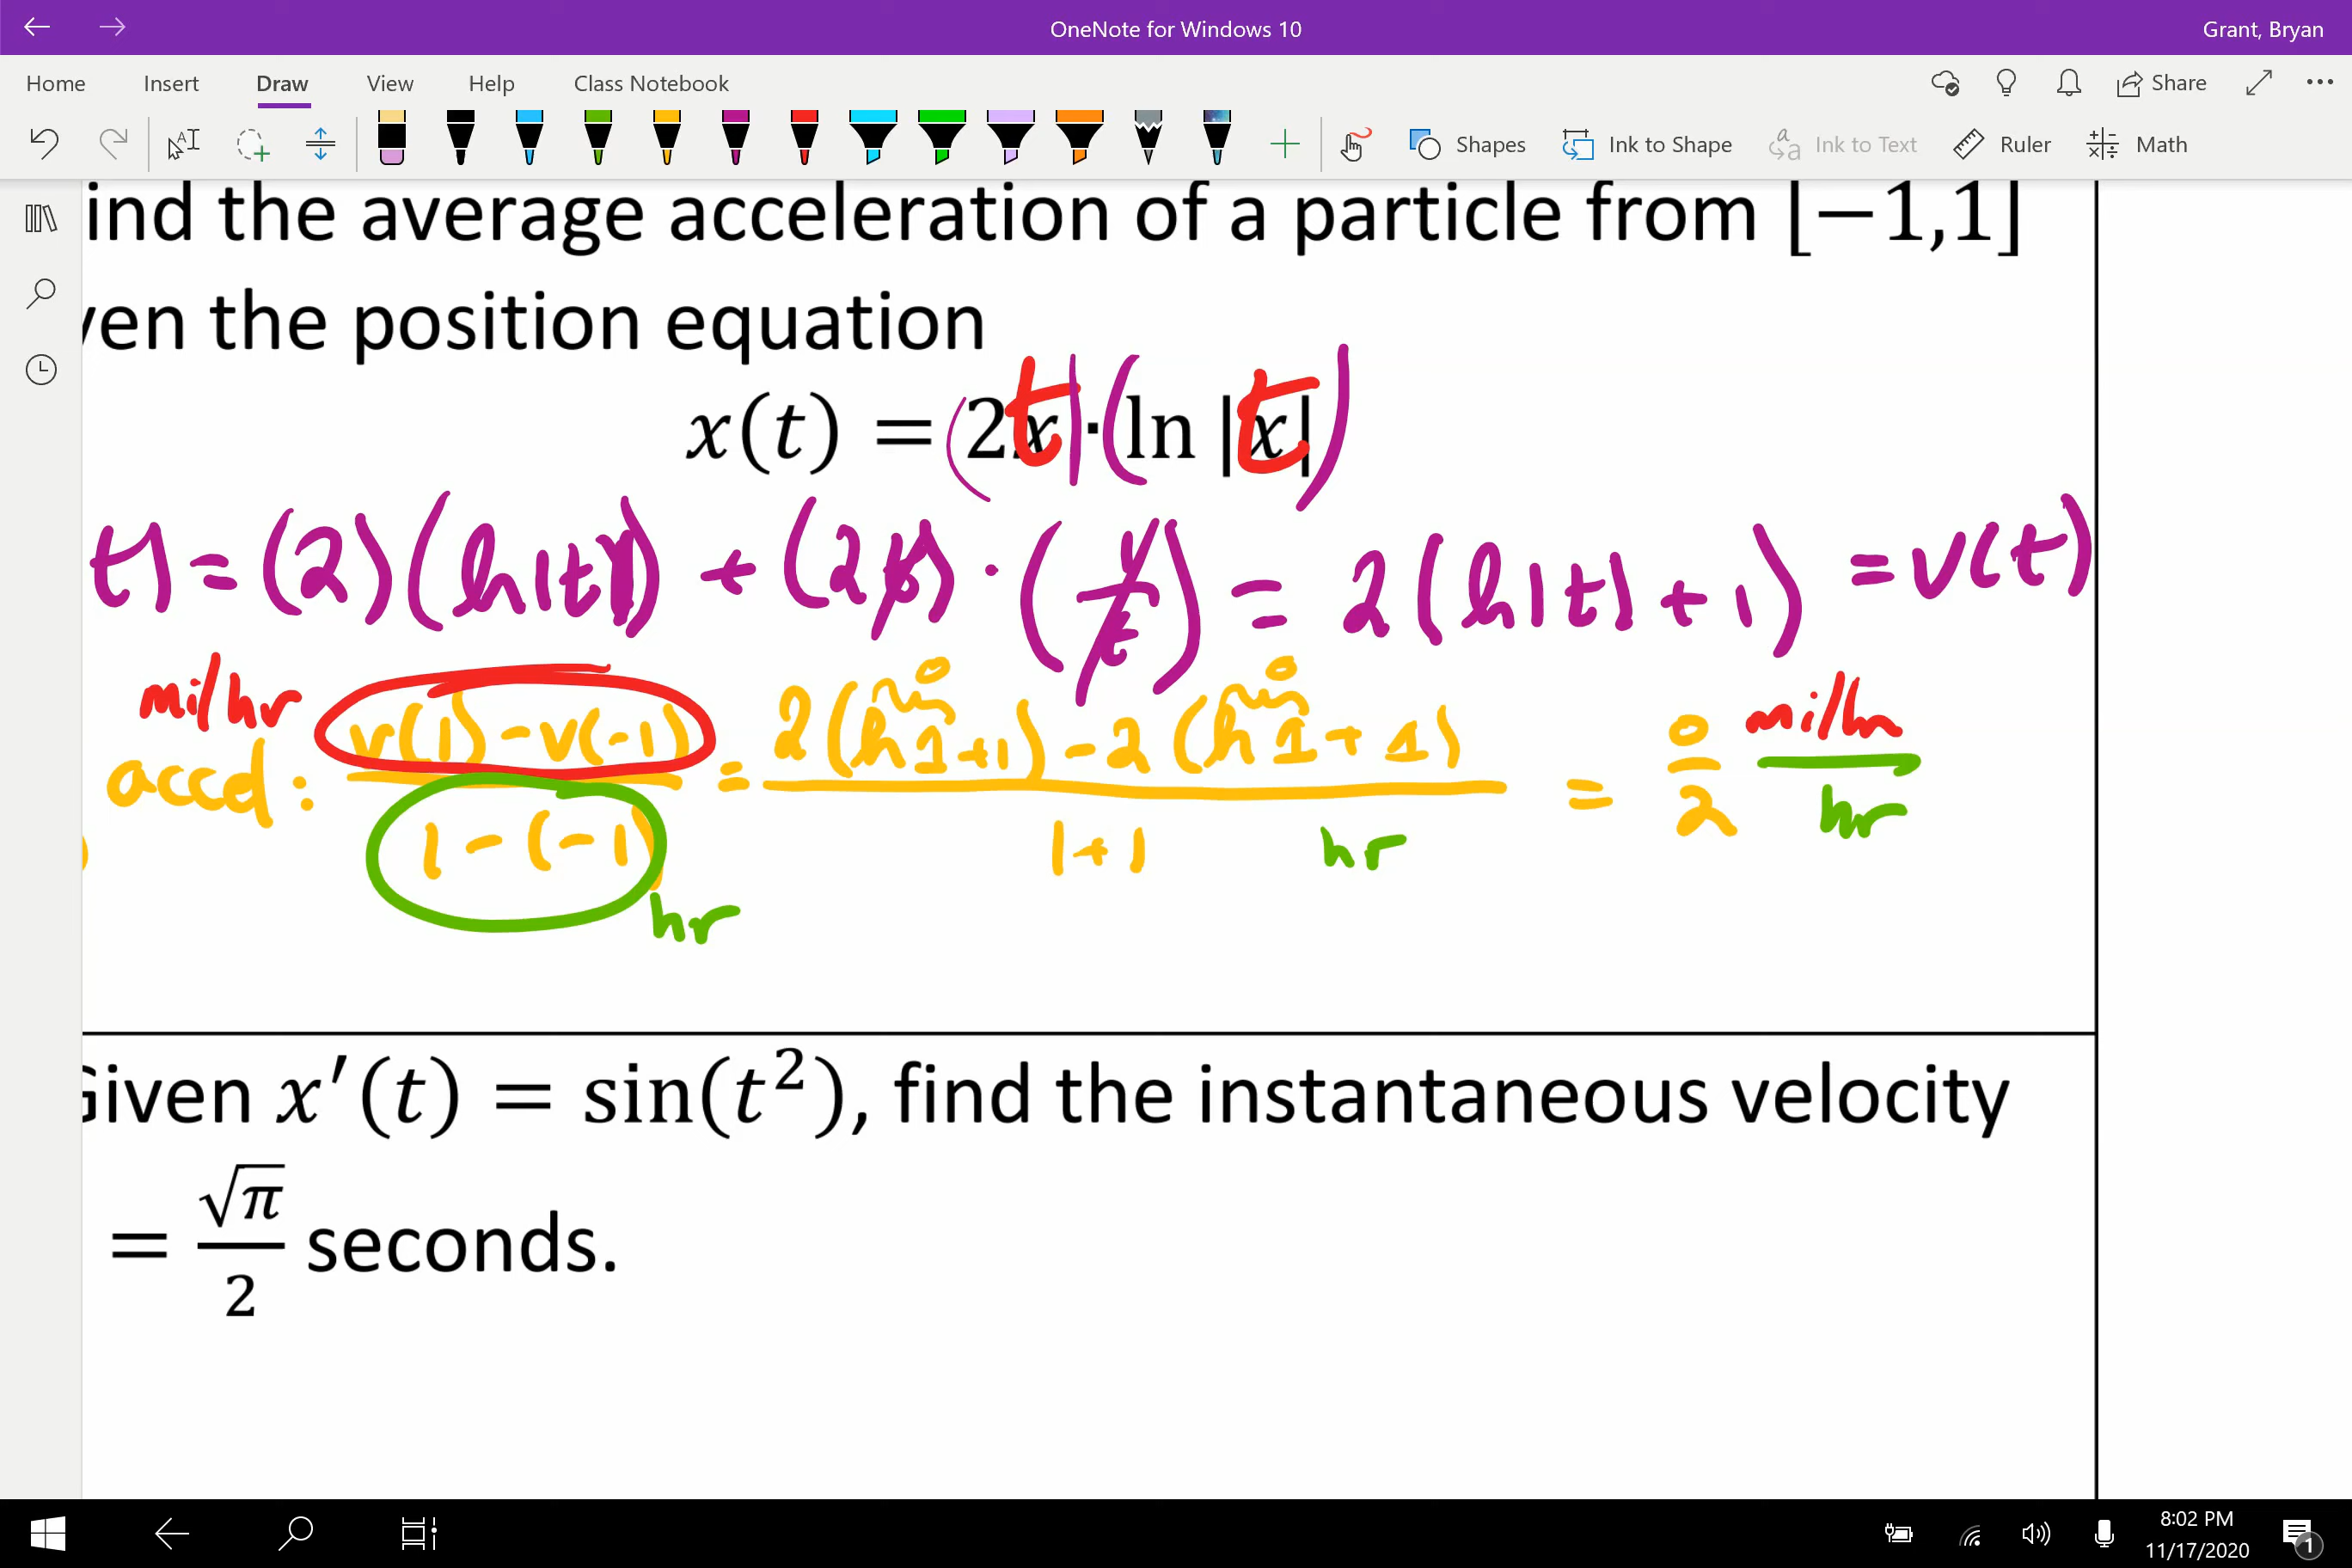 OneNote for Windows 10
Grant, Bryan
Home Insert Draw View Help Class Notebook
Share
Shapes Ink to Shape Ink to Text Ruler Math
ind the average acceleration of a particle from [−1,1]
ven the position equation
x(t) = (2t) · (ln |t|)
t) = (2)(ln|t|) + (2t) · (1/t) = 2(ln|t| + 1) = v(t)
mi/hr
accel: v(1) - v(-1) / 1 - (-1) hr = 2(ln 1 + 1) - 2(ln 1 + 1) / 1 + 1 hr = 0/2 mi/hr / hr
0 0
Given x′(t) = sin(t²), find the instantaneous velocity
= √π/2 seconds.
8:02 PM
11/17/2020
1